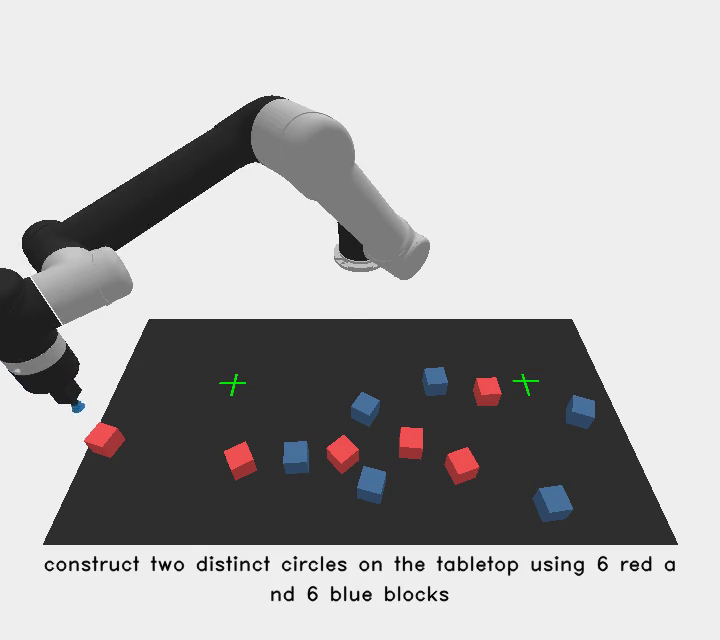 construct two distinct circles on the tabletop using 6 red a
nd 6 blue blocks